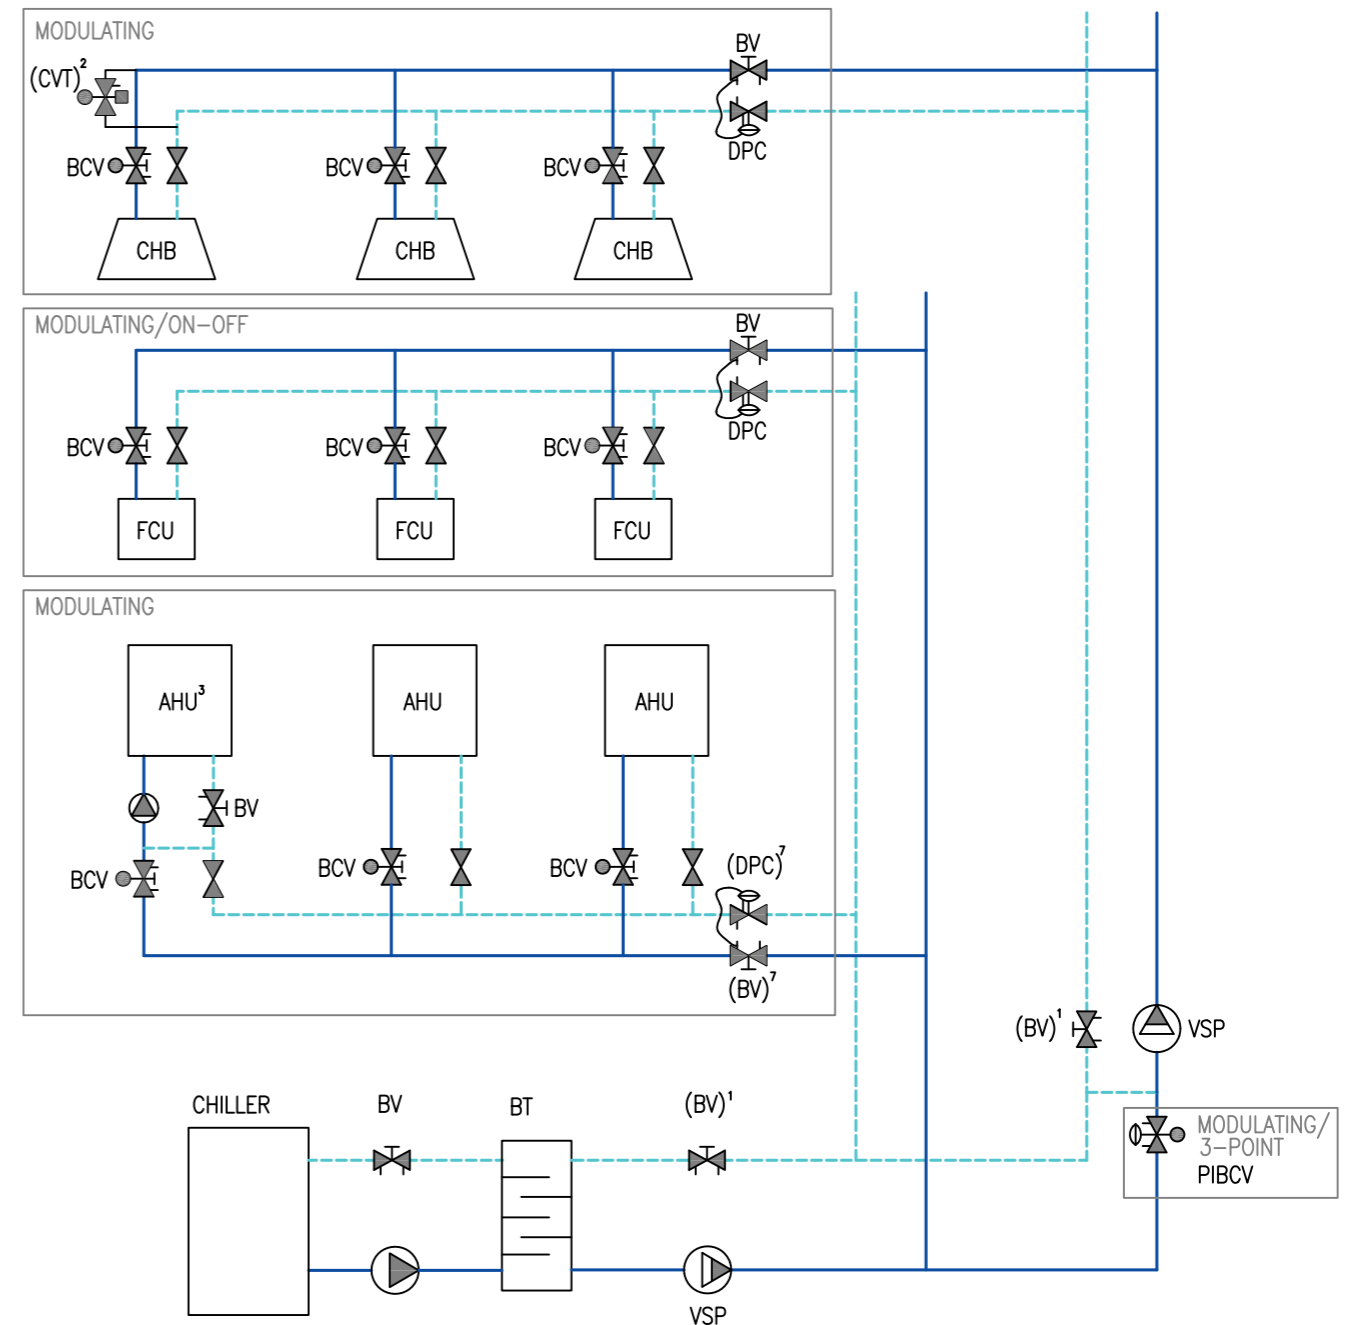 MODULATING
(CVT)²
BV
DPC
BCV
BCV
BCV
CHB
CHB
CHB
MODULATING/ON-OFF
BV
DPC
BCV
BCV
BCV
FCU
FCU
FCU
MODULATING
AHU³
AHU
AHU
BV
BCV
BCV
BCV
(DPC)⁷
(BV)⁷
(BV)¹
VSP
CHILLER
BV
BT
(BV)¹
MODULATING/
3-POINT
PIBCV
VSP